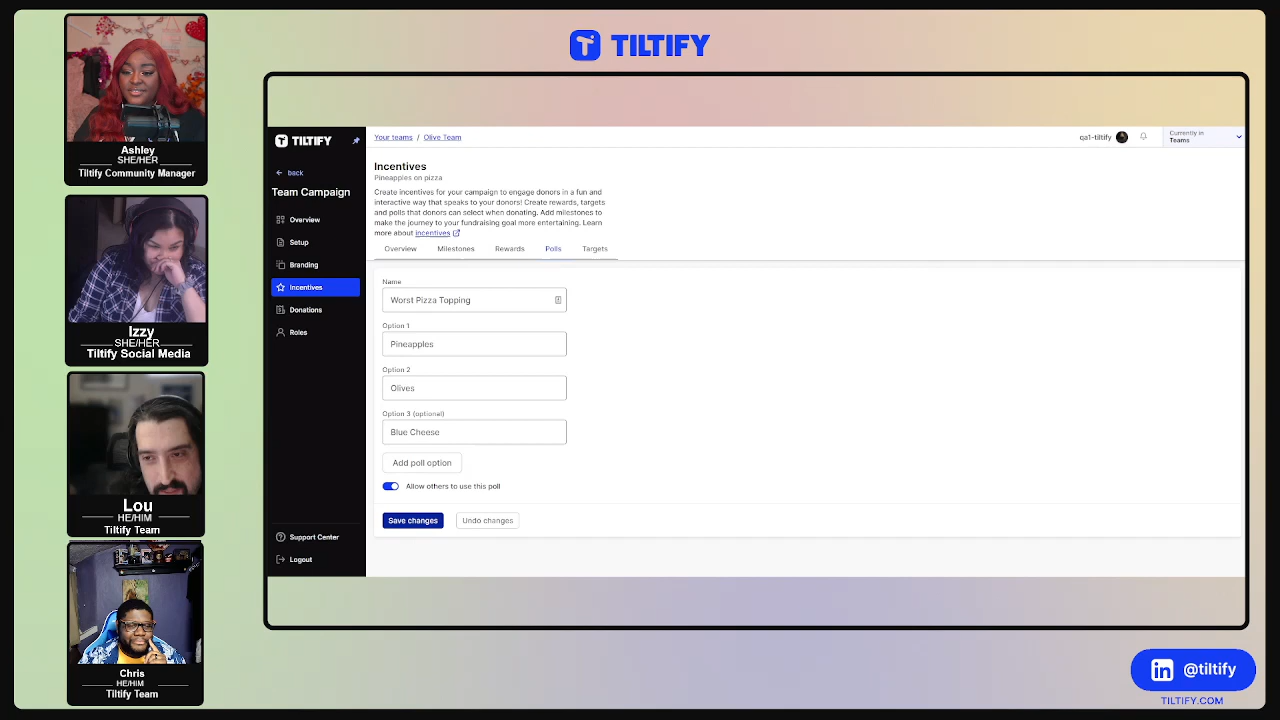 TILTIFY
Ashley
SHE/HER
Tiltify Community Manager
Izzy
SHE/HER
Tiltify Social Media
Lou
HE/HIM
Tiltify Team
Chris
HE/HIM
Tiltify Team
TILTIFY
back
Team Campaign
Overview
Setup
Branding
Incentives
Donations
Roles
Support Center
Logout
Your teams / Olive Team
qa1-tiltify
Currently in
Teams
Incentives
Pineapples on pizza
Create incentives for your campaign to engage donors in a fun and
interactive way that speaks to your donors! Create rewards, targets
and polls that donors can select when donating. Add milestones to
make the journey to your fundraising goal more entertaining. Learn
more about incentives
Overview Milestones Rewards Polls Targets
Name
Worst Pizza Topping
Option 1
Pineapples
Option 2
Olives
Option 3 (optional)
Blue Cheese
Add poll option
Allow others to use this poll
Save changes Undo changes
in @tiltify
TILTIFY.COM